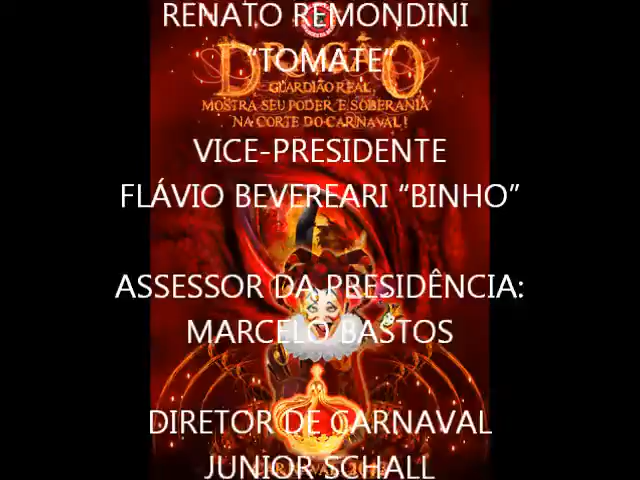 RENATO REMONDINI
“TOMATE”
DRAGÃO
GUARDIÃO REAL,
MOSTRA SEU PODER E SOBERANIA
NA CORTE DO CARNAVAL!
VICE-PRESIDENTE
FLÁVIO BEVEREARI “BINHO”
ASSESSOR DA PRESIDÊNCIA:
MARCELO BASTOS
DIRETOR DE CARNAVAL
JUNIOR SCHALL